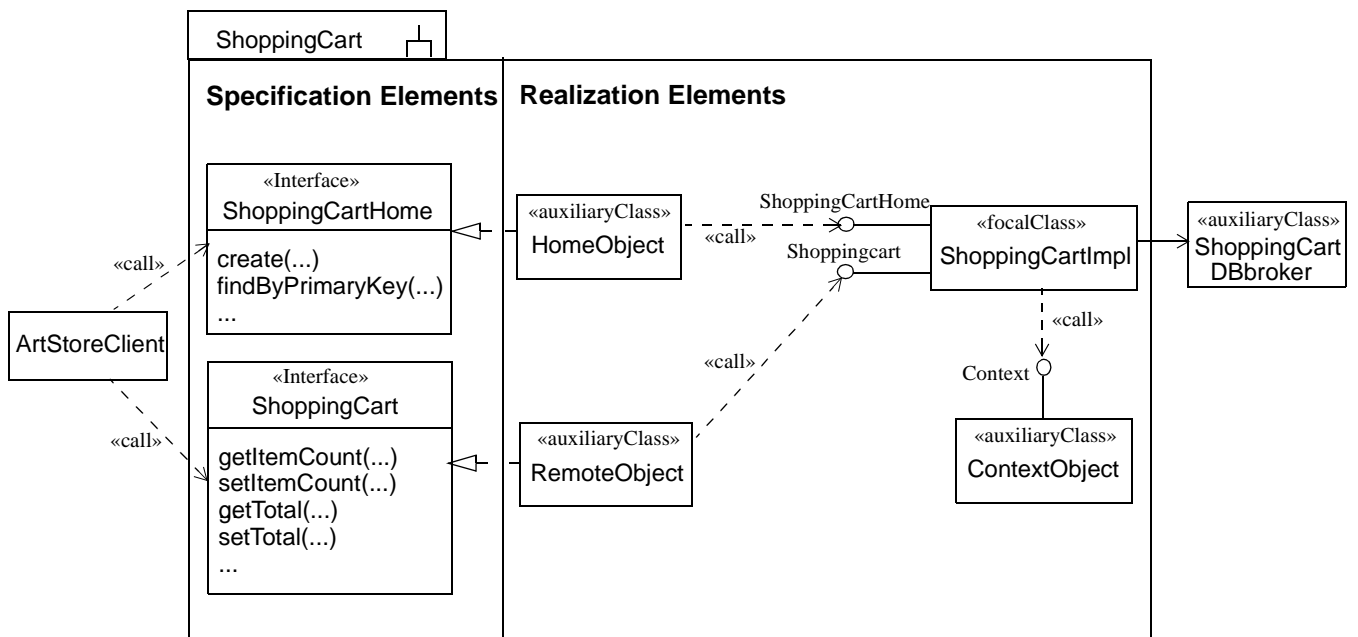 ShoppingCart
Specification Elements
Realization Elements
«Interface»
ShoppingCartHome
create(...)
findByPrimaryKey(...)
...
«Interface»
ShoppingCart
getItemCount(...)
setItemCount(...)
getTotal(...)
setTotal(...)
...
ArtStoreClient
«call»
«call»
«auxiliaryClass»
HomeObject
«auxiliaryClass»
RemoteObject
«call»
«call»
ShoppingCartHome
Shoppingcart
«focalClass»
ShoppingCartImpl
«call»
Context
«auxiliaryClass»
ContextObject
«auxiliaryClass»
ShoppingCart
DBbroker